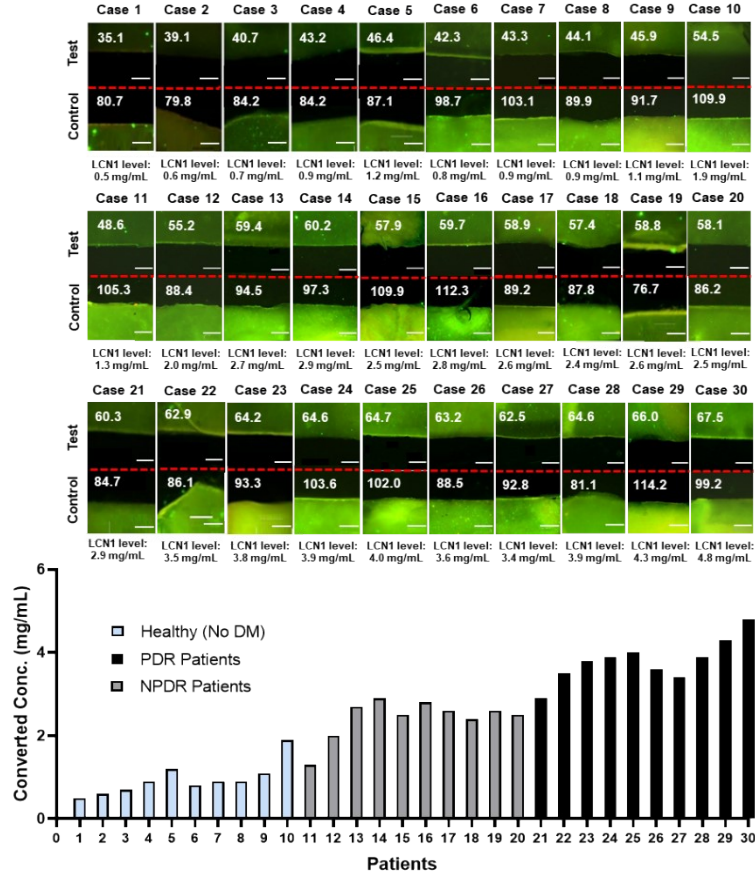 Case 1 Case 2 Case 3 Case 4 Case 5 Case 6 Case 7 Case 8 Case 9 Case 10
Test 35.1 39.1 40.7 43.2 46.4 42.3 43.3 44.1 45.9 54.5
Control 80.7 79.8 84.2 84.2 87.1 98.7 103.1 89.9 91.7 109.9
LCN1 level: LCN1 level: LCN1 level: LCN1 level: LCN1 level: LCN1 level: LCN1 level: LCN1 level: LCN1 level: LCN1 level:
0.5 mg/mL 0.6 mg/mL 0.7 mg/mL 0.9 mg/mL 1.2 mg/mL 0.8 mg/mL 0.9 mg/mL 0.9 mg/mL 1.1 mg/mL 1.9 mg/mL
Case 11 Case 12 Case 13 Case 14 Case 15 Case 16 Case 17 Case 18 Case 19 Case 20
Test 48.6 55.2 59.4 60.2 57.9 59.7 58.9 57.4 58.8 58.1
Control 105.3 88.4 94.5 97.3 109.9 112.3 89.2 87.8 76.7 86.2
LCN1 level: LCN1 level: LCN1 level: LCN1 level: LCN1 level: LCN1 level: LCN1 level: LCN1 level: LCN1 level: LCN1 level:
1.3 mg/mL 2.0 mg/mL 2.7 mg/mL 2.9 mg/mL 2.5 mg/mL 2.8 mg/mL 2.6 mg/mL 2.4 mg/mL 2.6 mg/mL 2.5 mg/mL
Case 21 Case 22 Case 23 Case 24 Case 25 Case 26 Case 27 Case 28 Case 29 Case 30
Test 60.3 62.9 64.2 64.6 64.7 63.2 62.5 64.6 66.0 67.5
Control 84.7 86.1 93.3 103.6 102.0 88.5 92.8 81.1 114.2 99.2
LCN1 level: LCN1 level: LCN1 level: LCN1 level: LCN1 level: LCN1 level: LCN1 level: LCN1 level: LCN1 level: LCN1 level:
2.9 mg/mL 3.5 mg/mL 3.8 mg/mL 3.9 mg/mL 4.0 mg/mL 3.6 mg/mL 3.4 mg/mL 3.9 mg/mL 4.3 mg/mL 4.8 mg/mL
Converted Conc. (mg/mL)
6
4
2
0
Healthy (No DM)
PDR Patients
NPDR Patients
0 1 2 3 4 5 6 7 8 9 10 11 12 13 14 15 16 17 18 19 20 21 22 23 24 25 26 27 28 29 30
Patients